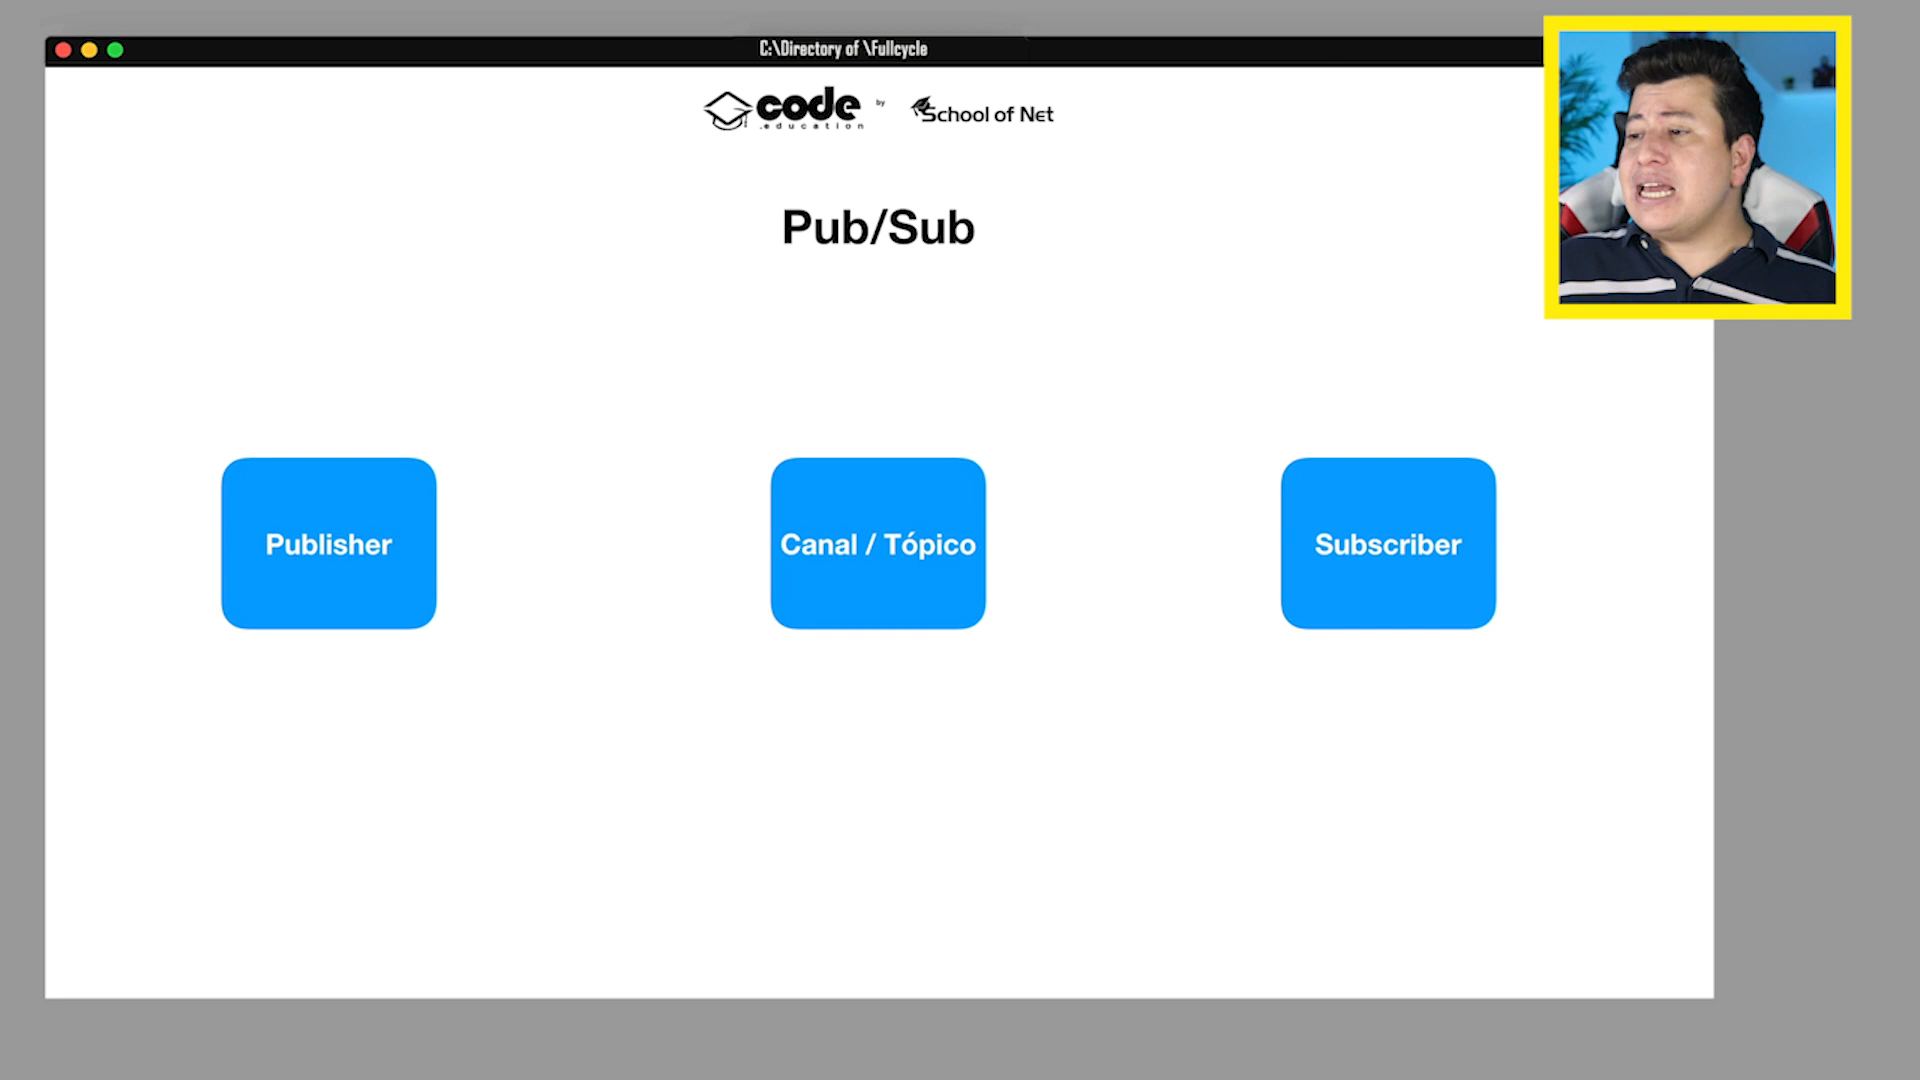 C:\Directory of \Fullcycle
code by School of Net
.education
Pub/Sub
Publisher
Canal / Tópico
Subscriber